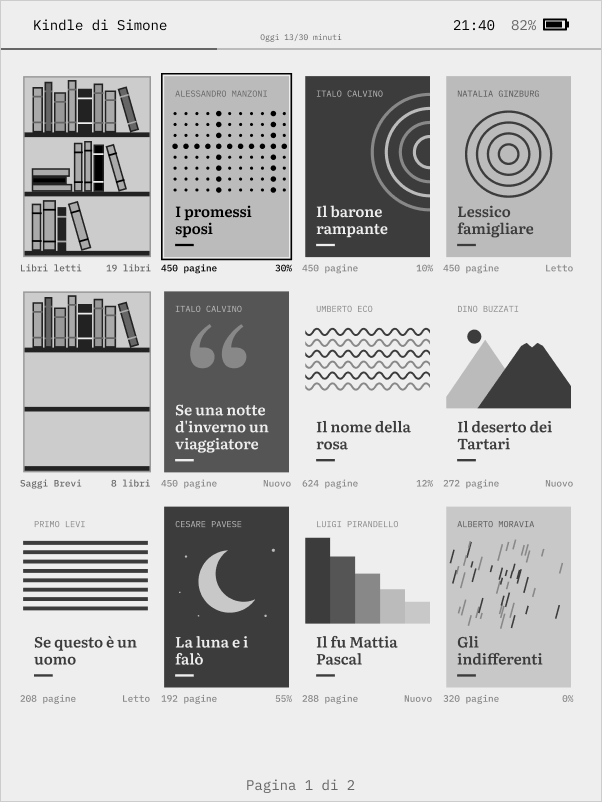 Kindle di Simone
Oggi 13/30 minuti
21:40 82%
ALESSANDRO MANZONI
I promessi
sposi
ITALO CALVINO
Il barone
rampante
NATALIA GINZBURG
Lessico
famigliare
Libri letti 19 libri
450 pagine 30%
450 pagine 10%
450 pagine Letto
ITALO CALVINO
Se una notte
d'inverno un
viaggiatore
UMBERTO ECO
Il nome della
rosa
DINO BUZZATI
Il deserto dei
Tartari
Saggi Brevi 8 libri
450 pagine Nuovo
624 pagine 12%
272 pagine Nuovo
PRIMO LEVI
Se questo è un
uomo
CESARE PAVESE
La luna e i
falò
LUIGI PIRANDELLO
Il fu Mattia
Pascal
ALBERTO MORAVIA
Gli
indifferenti
208 pagine Letto
192 pagine 55%
288 pagine Nuovo
320 pagine 0%
Pagina 1 di 2